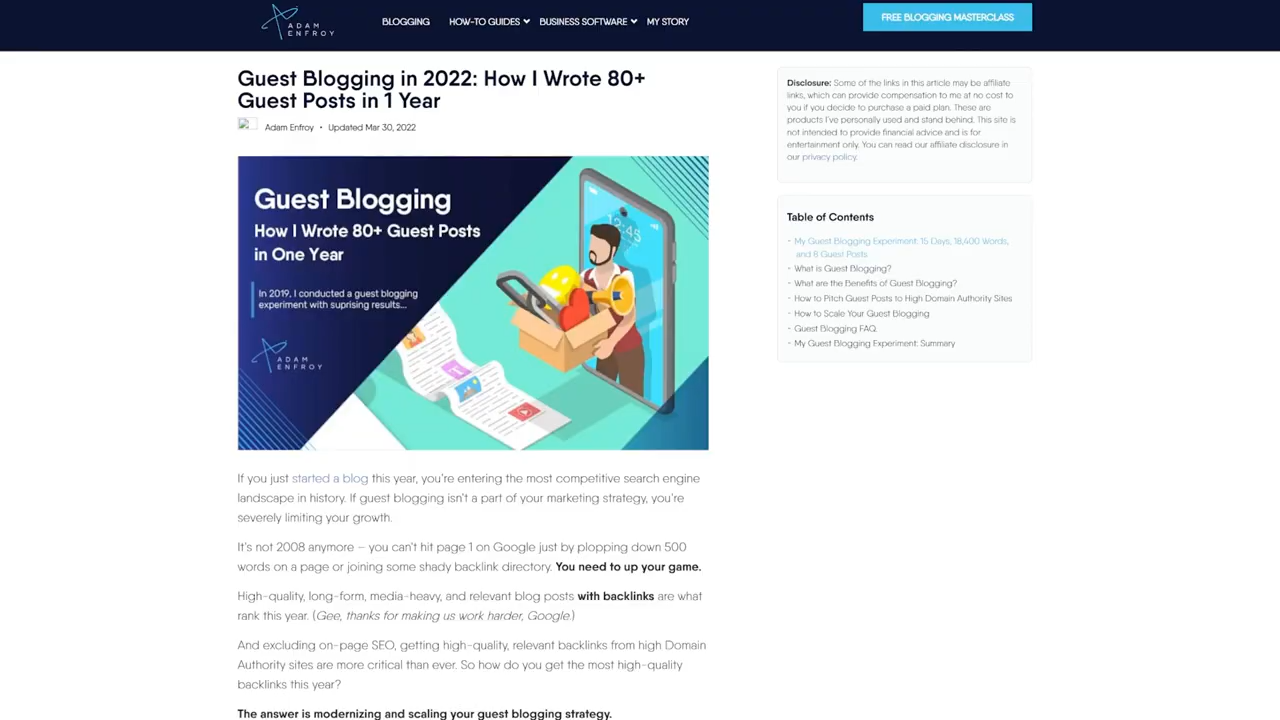 ADAM
ENFROY
BLOGGING
HOW-TO GUIDES
BUSINESS SOFTWARE
MY STORY
FREE BLOGGING MASTERCLASS
Guest Blogging in 2022: How I Wrote 80+
Guest Posts in 1 Year
Adam Enfroy • Updated Mar 30, 2022
Guest Blogging
How I Wrote 80+ Guest Posts
in One Year
In 2019, I conducted a guest blogging
experiment with suprising results...
ADAM
ENFROY
12:45
If you just started a blog this year, you're entering the most competitive search engine
landscape in history. If guest blogging isn't a part of your marketing strategy, you're
severely limiting your growth.
It's not 2008 anymore – you can't hit page 1 on Google just by plopping down 500
words on a page or joining some shady backlink directory. You need to up your game.
High-quality, long-form, media-heavy, and relevant blog posts with backlinks are what
rank this year. (Gee, thanks for making us work harder, Google.)
And excluding on-page SEO, getting high-quality, relevant backlinks from high Domain
Authority sites are more critical than ever. So how do you get the most high-quality
backlinks this year?
The answer is modernizing and scaling your guest blogging strategy.
Disclosure: Some of the links in this article may be affiliate
links, which can provide compensation to me at no cost to
you if you decide to purchase a paid plan. These are
products I've personally used and stand behind. This site is
not intended to provide financial advice and is for
entertainment only. You can read our affiliate disclosure in
our privacy policy.
Table of Contents
- My Guest Blogging Experiment: 15 Days, 18,400 Words,
and 8 Guest Posts
- What is Guest Blogging?
- What are the Benefits of Guest Blogging?
- How to Pitch Guest Posts to High Domain Authority Sites
- How to Scale Your Guest Blogging
- Guest Blogging FAQ
- My Guest Blogging Experiment: Summary